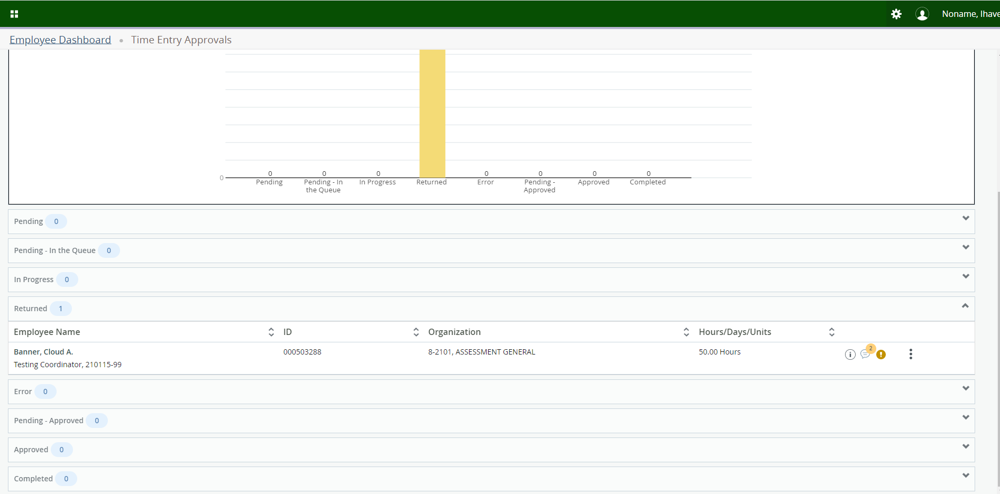 Noname, Ihave
Employee Dashboard • Time Entry Approvals
0 0 0 0 0 0 0
0
Pending Pending - In the Queue In Progress Returned Error Pending - Approved Approved Completed
Pending 0
Pending - In the Queue 0
In Progress 0
Returned 1
Employee Name ID Organization Hours/Days/Units
Banner, Cloud A. 000503288 8-2101, ASSESSMENT GENERAL 50.00 Hours 2
Testing Coordinator, 210115-99
Error 0
Pending - Approved 0
Approved 0
Completed 0